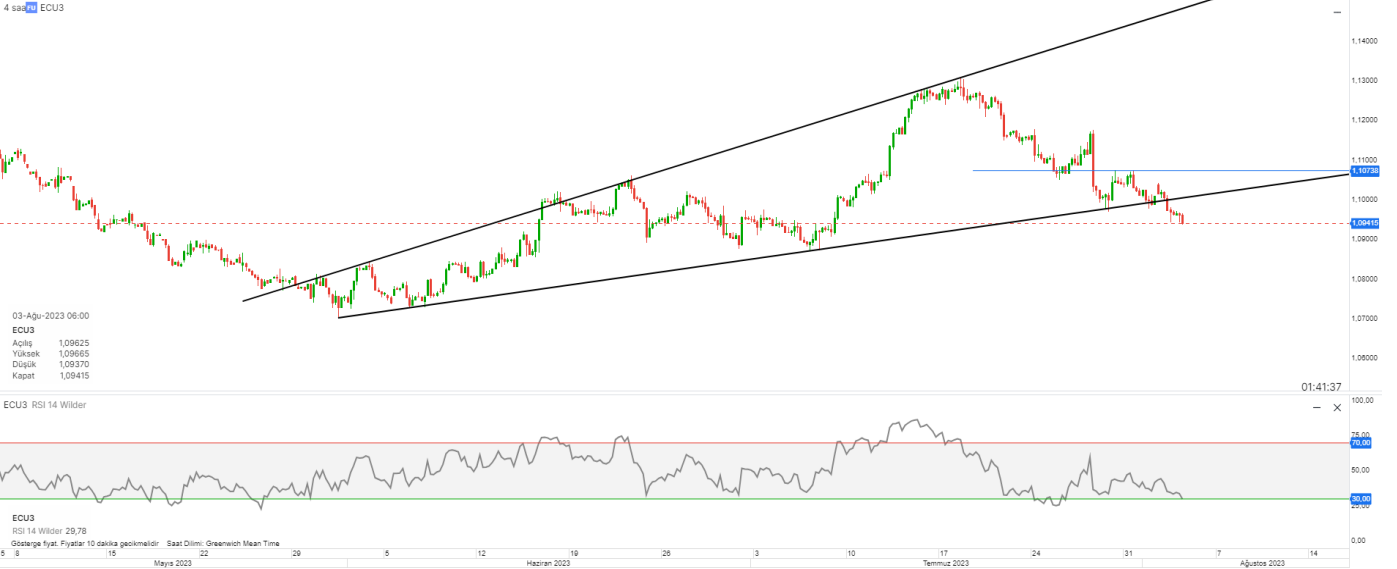 4 saa FU ECU3
1,14000
1,13000
1,12000
1,11000
1,10738
1,10000
1,09415
1,09000
1,08000
1,07000
1,06000
03-Ağu-2023 06:00
ECU3
Açılış 1,09625
Yüksek 1,09665
Düşük 1,09370
Kapat 1,09415
01:41:37
ECU3 RSI 14 Wilder
100,00
75,00
70,00
50,00
30,00
25,00
0,00
ECU3
RSI 14 Wilder 29,78
Gösterge fiyat. Fiyatlar 10 dakika gecikmelidir Saat Dilimi: Greenwich Mean Time
5 8 15 22 29 5 12 19 26 3 10 17 24 31 7 14
Mayıs 2023 Haziran 2023 Temmuz 2023 Ağustos 2023